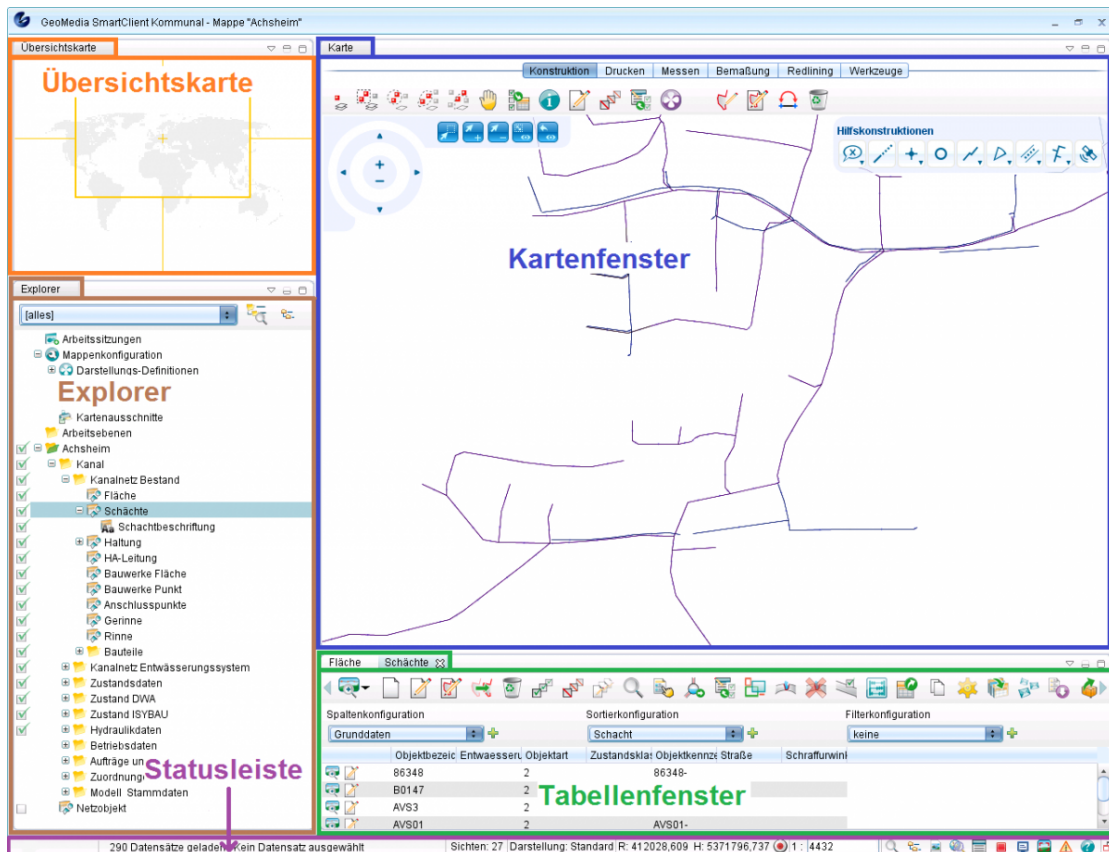 GeoMedia SmartClient Kommunal - Mappe "Achsheim"
Übersichtskarte
Karte
Übersichtskarte
Konstruktion Drucken Messen Bemaßung Redlining Werkzeuge
Hilfskonstruktionen
Kartenfenster
Explorer
[alles]
Arbeitssitzungen
Mappenkonfiguration
Darstellungs-Definitionen
Explorer
Kartenausschnitte
Arbeitsebenen
Achsheim
Kanal
Kanalnetz Bestand
Fläche
Schächte
Schachtbeschriftung
Haltung
HA-Leitung
Bauwerke Fläche
Bauwerke Punkt
Anschlusspunkte
Gerinne
Rinne
Bauteile
Kanalnetz Entwässerungssystem
Zustandsdaten
Zustand DWA
Zustand ISYBAU
Hydraulikdaten
Betriebsdaten
Aufträge un
Zuordnung
Modell Stammdaten
Netzobjekt
Statusleiste
Fläche Schächte
Spaltenkonfiguration Sortierkonfiguration Filterkonfiguration
Grunddaten Schacht keine
Objektbezeic Entwaesseru Objektart Zustandsklas Objektkennze Straße Schraffurwink
86348 2 86348-
B0147 2
AVS3 2
AVS01 2 AVS01-
Tabellenfenster
290 Datensätze geladen, Kein Datensatz ausgewählt
Sichten: 27 Darstellung: Standard R: 412028,609 H: 5371796,737 1 : 4432